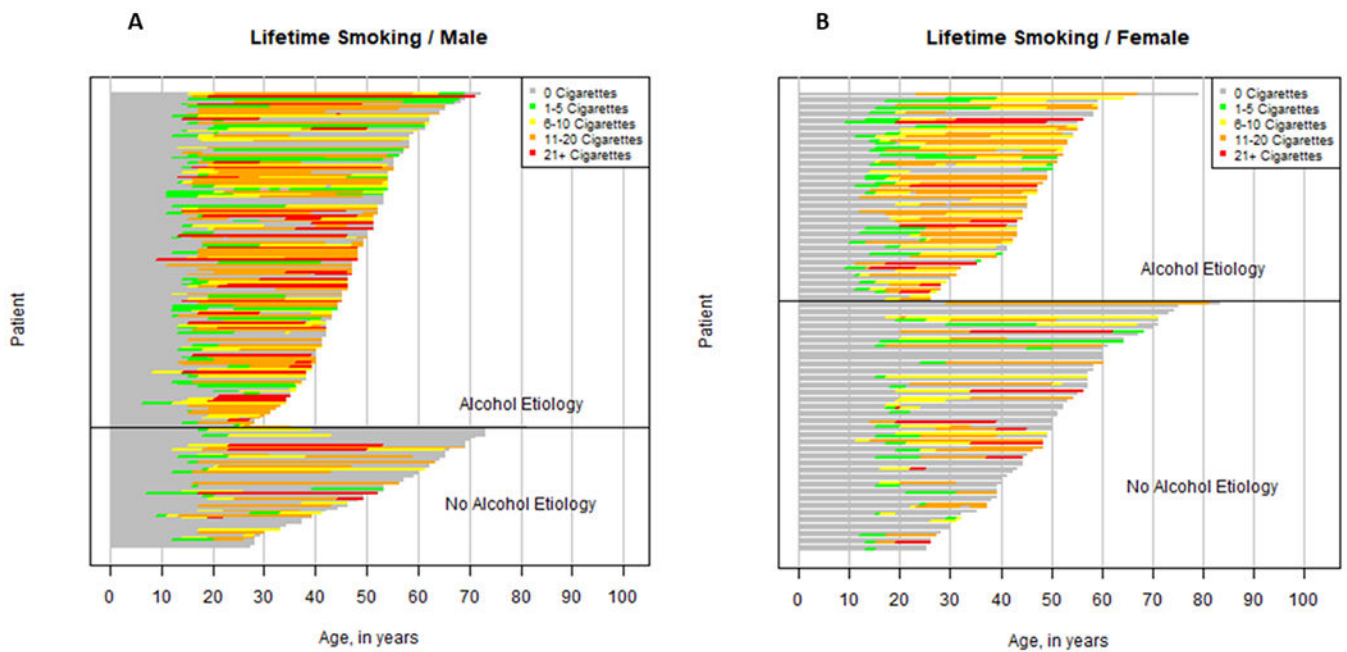 A
Lifetime Smoking / Male
0 Cigarettes
1-5 Cigarettes
6-10 Cigarettes
11-20 Cigarettes
21+ Cigarettes
Patient
Alcohol Etiology
No Alcohol Etiology
0 10 20 30 40 50 60 70 80 90 100
Age, in years
B
Lifetime Smoking / Female
0 Cigarettes
1-5 Cigarettes
6-10 Cigarettes
11-20 Cigarettes
21+ Cigarettes
Patient
Alcohol Etiology
No Alcohol Etiology
0 10 20 30 40 50 60 70 80 90 100
Age, in years